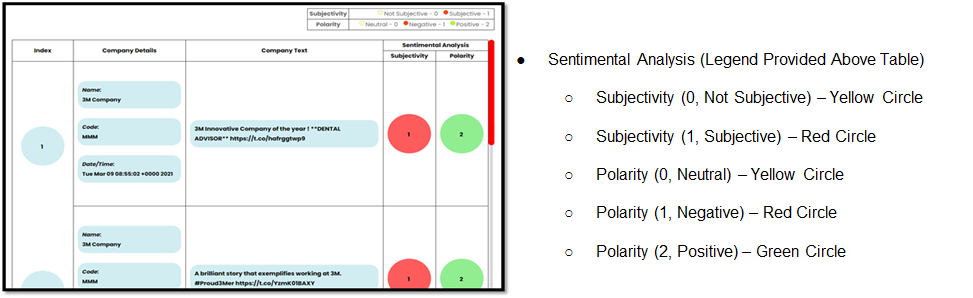 Subjectivity Not Subjective - 0 Subjective - 1
Polarity Neutral - 0 Negative - 1 Positive - 2
Index Company Details Company Text Sentimental Analysis
Subjectivity Polarity
Name:
3M Company
Code:
MMM
Date/Time:
Tue Mar 09 08:55:02 +0000 2021
1
3M Innovative Company of the year ! **DENTAL
ADVISOR** https://t.co/hafrggtwp9
1
2
Name:
3M Company
Code:
MMM
A brilliant story that exemplifies working at 3M.
#Proud3Mer https://t.co/YzmK01BAXY
1
2
● Sentimental Analysis (Legend Provided Above Table)
○ Subjectivity (0, Not Subjective) – Yellow Circle
○ Subjectivity (1, Subjective) – Red Circle
○ Polarity (0, Neutral) – Yellow Circle
○ Polarity (1, Negative) – Red Circle
○ Polarity (2, Positive) – Green Circle